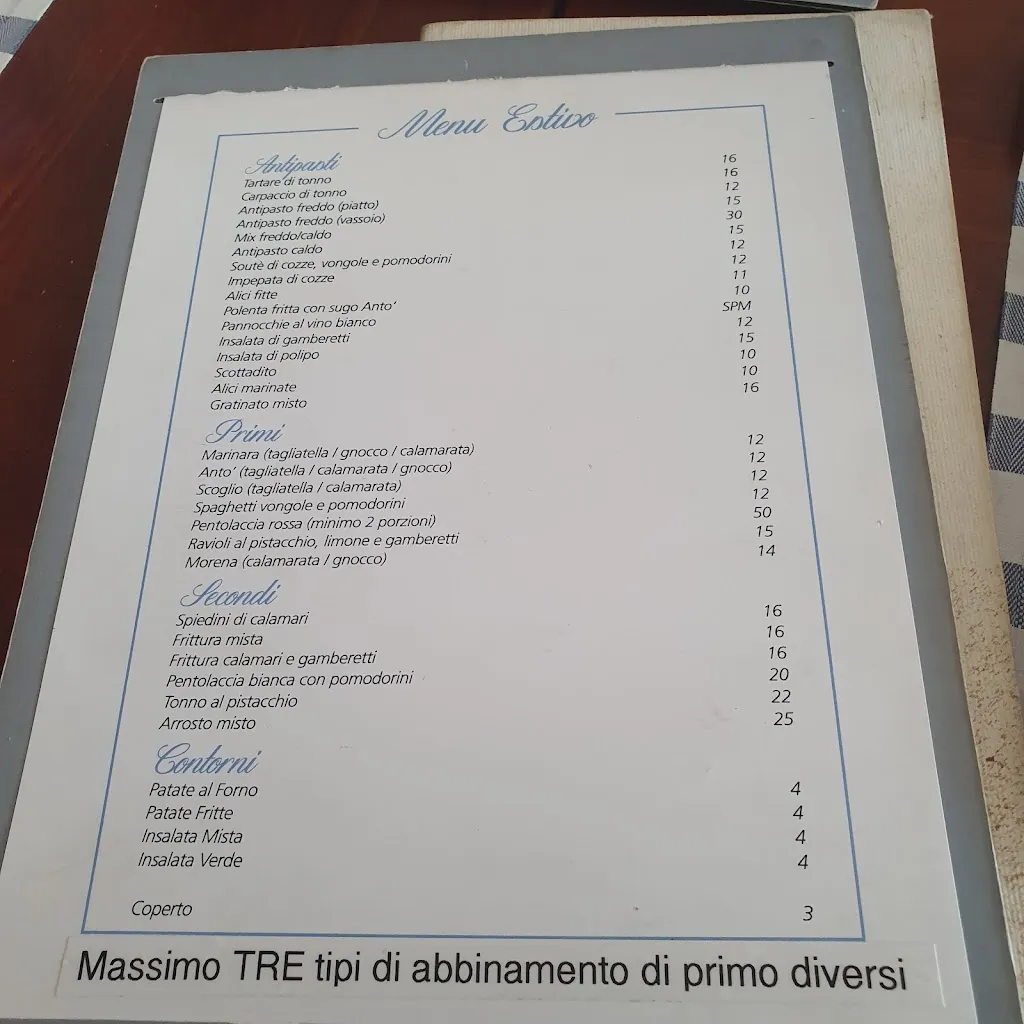 Menu Estivo
Antipasti
Tartare di tonno 16
Carpaccio di tonno 16
Antipasto freddo (piatto) 12
Antipasto freddo (vassoio) 15
Mix freddo/caldo 30
Antipasto caldo 15
Soutè di cozze, vongole e pomodorini 12
Impepata di cozze 12
Alici fitte 11
Polenta fritta con sugo Anto' 10
Pannocchie al vino bianco SPM
Insalata di gamberetti 12
Insalata di polipo 15
Scottadito 10
Alici marinate 10
Gratinato misto 16
Primi
Marinara (tagliatella / gnocco / calamarata) 12
Anto' (tagliatella / calamarata / gnocco) 12
Scoglio (tagliatella / calamarata) 12
Spaghetti vongole e pomodorini 12
Pentolaccia rossa (minimo 2 porzioni) 50
Ravioli al pistacchio, limone e gamberetti 15
Morena (calamarata / gnocco) 14
Secondi
Spiedini di calamari 16
Frittura mista 16
Frittura calamari e gamberetti 16
Pentolaccia bianca con pomodorini 20
Tonno al pistacchio 22
Arrosto misto 25
Contorni
Patate al Forno 4
Patate Fritte 4
Insalata Mista 4
Insalata Verde 4
Coperto 3
Massimo TRE tipi di abbinamento di primo diversi